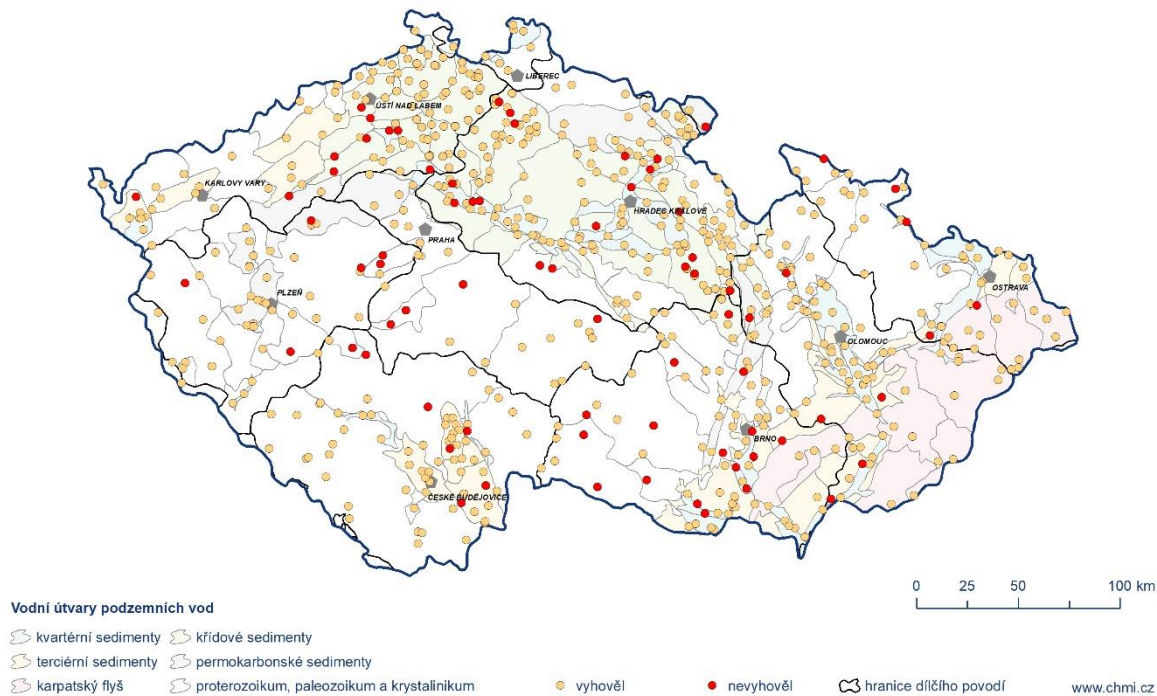 LIBEREC
ÚSTÍ NAD LABEM
KARLOVY VARY
HRADEC KRÁLOVÉ
PRAHA
PLZEŇ
OSTRAVA
OLOMOUC
BRNO
ČESKÉ BUDĚJOVICE
0 25 50 100 km
Vodní útvary podzemních vod
kvartérní sedimenty křídové sedimenty
terciérní sedimenty permokarbonské sedimenty
karpatský flyš proterozoikum, paleozoikum a krystalinikum vyhověl nevyhověl hranice dílčího povodí www.chmi.cz